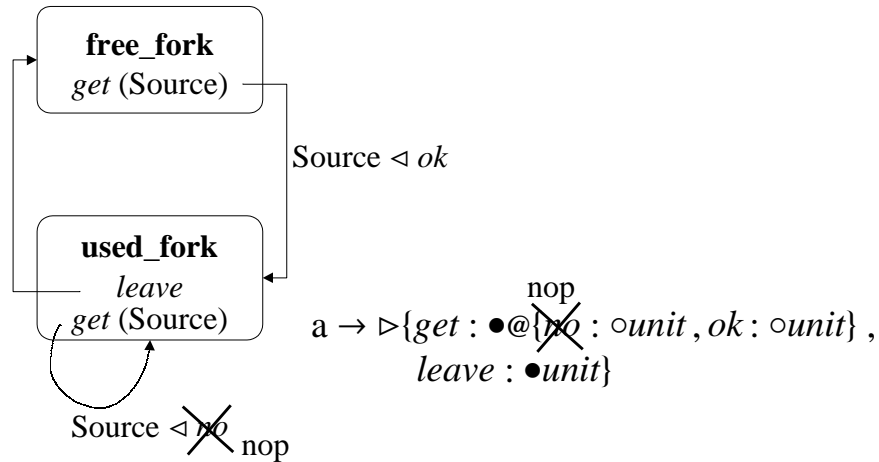 free_fork
get (Source)
Source ◁ ok
used_fork
leave
get (Source)
nop
a → ▷{get : ●@{no : ○unit , ok : ○unit} ,
leave : ●unit}
Source ◁ no
nop